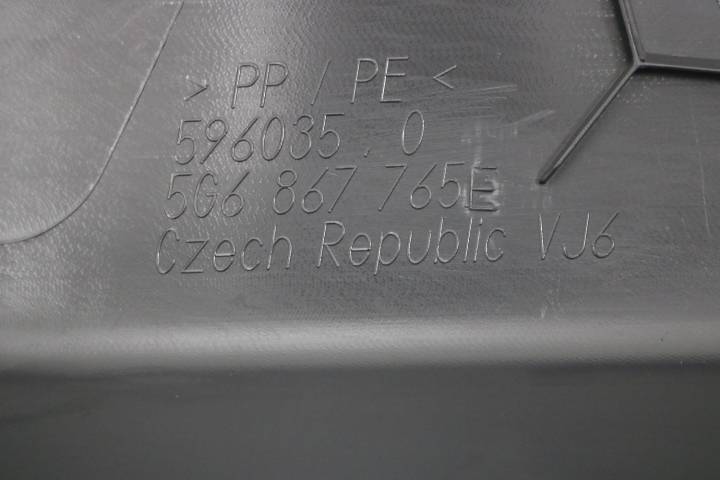 > PP / PE <
596035.0
5G6 867 765E
Czech Republic VJ6